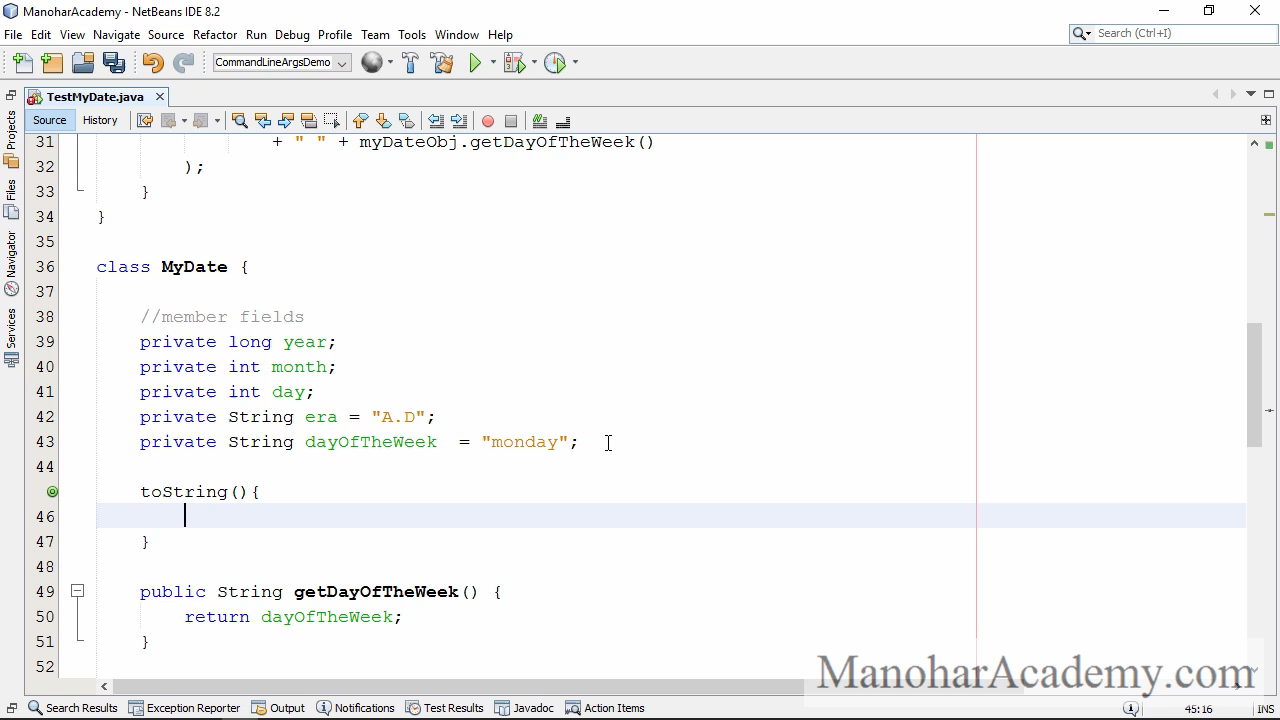 ManoharAcademy - NetBeans IDE 8.2
File Edit View Navigate Source Refactor Run Debug Profile Team Tools Window Help
Search (Ctrl+I)
CommandLineArgsDemo
TestMyDate.java
Source History
Projects
Files
Navigator
Services
31 + " " + myDateObj.getDayOfTheWeek()
32 );
33 }
34 }
35
36 class MyDate {
37
38 //member fields
39 private long year;
40 private int month;
41 private int day;
42 private String era = "A.D";
43 private String dayOfTheWeek  = "monday";
44
toString(){
46
47 }
48
49 public String getDayOfTheWeek() {
50 return dayOfTheWeek;
51 }
52
ManoharAcademy.com
Search Results Exception Reporter Output Notifications Test Results Javadoc Action Items 45:16 INS